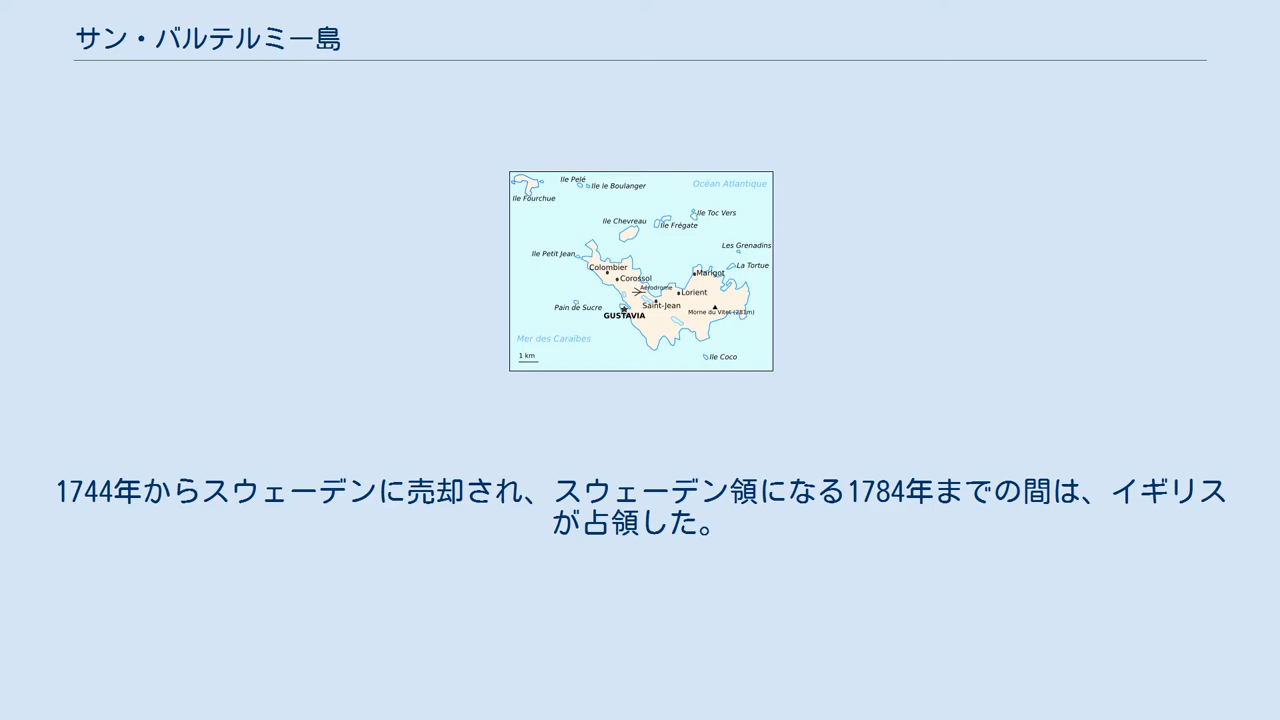 サン・バルテルミー島
Ile Pelé
Ile le Boulanger
Océan Atlantique
Ile Fourchue
Ile Toc Vers
Ile Chevreau
Ile Frégate
Les Grenadins
Ile Petit Jean
La Tortue
Colombier
Marigot
Corossol
Aérodrome
Lorient
Saint-Jean
Pain de Sucre
Morne du Vitet (281m)
GUSTAVIA
Mer des Caraïbes
1 km
Ile Coco
1744年からスウェーデンに売却され、スウェーデン領になる1784年までの間は、イギリス
が占領した。